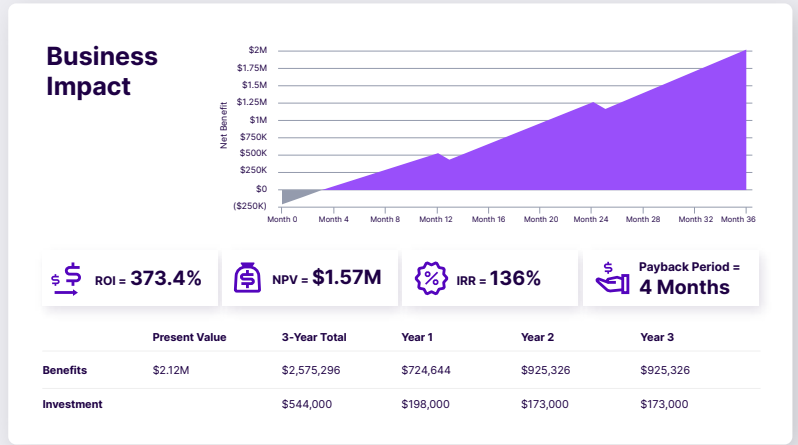 Business
Impact
Net Benefit
$2M
$1.75M
$1.5M
$1.25M
$1M
$750K
$500K
$250K
$0
($250K)
Month 0 Month 4 Month 8 Month 12 Month 16 Month 20 Month 24 Month 28 Month 32 Month 36
ROI = 373.4%
NPV = $1.57M
IRR = 136%
Payback Period =
4 Months
Present Value 3-Year Total Year 1 Year 2 Year 3
Benefits $2.12M $2,575,296 $724,644 $925,326 $925,326
Investment $544,000 $198,000 $173,000 $173,000